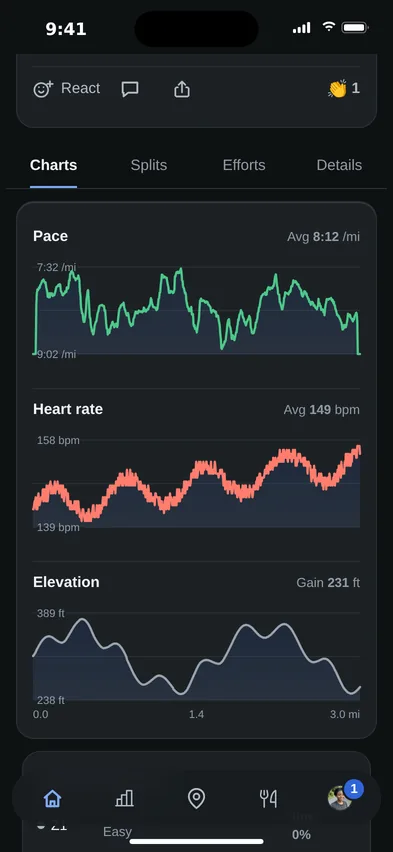 9:41
React
1
Charts Splits Efforts Details
Pace Avg 8:12 /mi
7:32 /mi
9:02 /mi
Heart rate Avg 149 bpm
158 bpm
139 bpm
Elevation Gain 231 ft
389 ft
238 ft
0.0 1.4 3.0 mi
1
21 Easy 0%